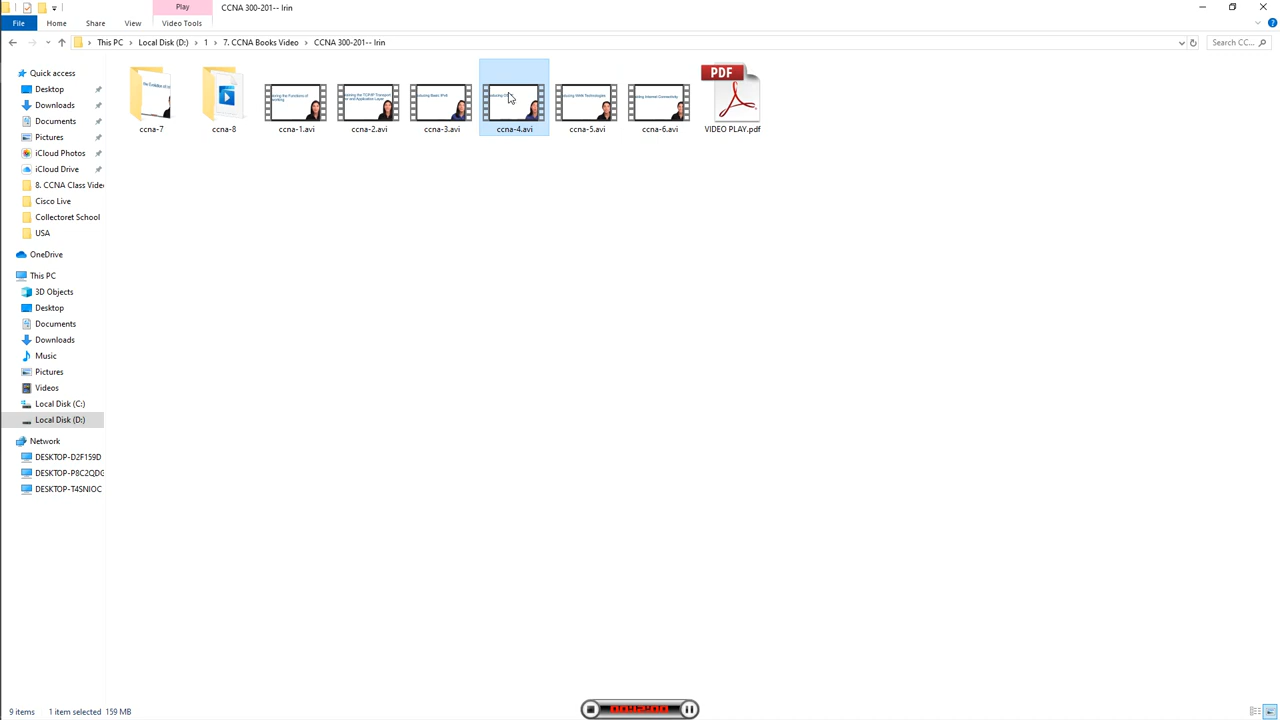 Play
CCNA 300-201-- Irin
File
Home
Share
View
Video Tools
This PC
Local Disk (D:)
1
7. CCNA Books Video
CCNA 300-201-- Irin
Search CC...
Quick access
Desktop
Downloads
Documents
Pictures
iCloud Photos
iCloud Drive
8. CCNA Class Vide
Cisco Live
Collectoret School
USA
OneDrive
This PC
3D Objects
Desktop
Documents
Downloads
Music
Pictures
Videos
Local Disk (C:)
Local Disk (D:)
Network
DESKTOP-D2F159D
DESKTOP-P8C2QDG
DESKTOP-T4SNIOC
ccna-7
ccna-8
ccna-1.avi
ccna-2.avi
ccna-3.avi
ccna-4.avi
ccna-5.avi
ccna-6.avi
PDF
VIDEO PLAY.pdf
9 items
1 item selected 159 MB